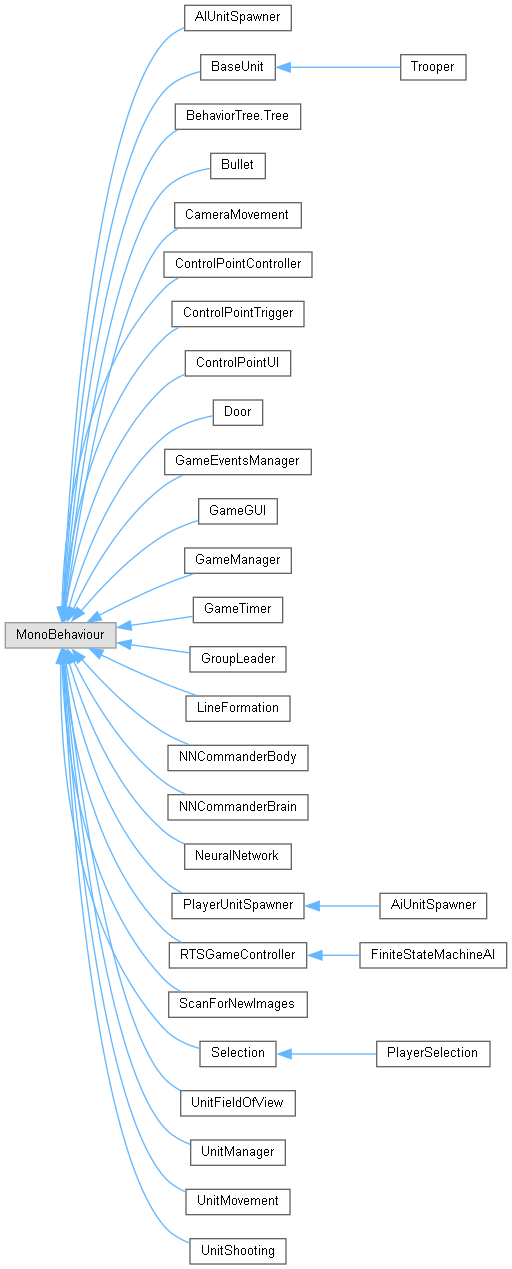 AIUnitSpawner
BaseUnit
Trooper
BehaviorTree.Tree
Bullet
CameraMovement
ControlPointController
ControlPointTrigger
ControlPointUI
Door
GameEventsManager
GameGUI
GameManager
GameTimer
MonoBehaviour
GroupLeader
LineFormation
NNCommanderBody
NNCommanderBrain
NeuralNetwork
PlayerUnitSpawner
AiUnitSpawner
RTSGameController
FiniteStateMachineAI
ScanForNewImages
Selection
PlayerSelection
UnitFieldOfView
UnitManager
UnitMovement
UnitShooting